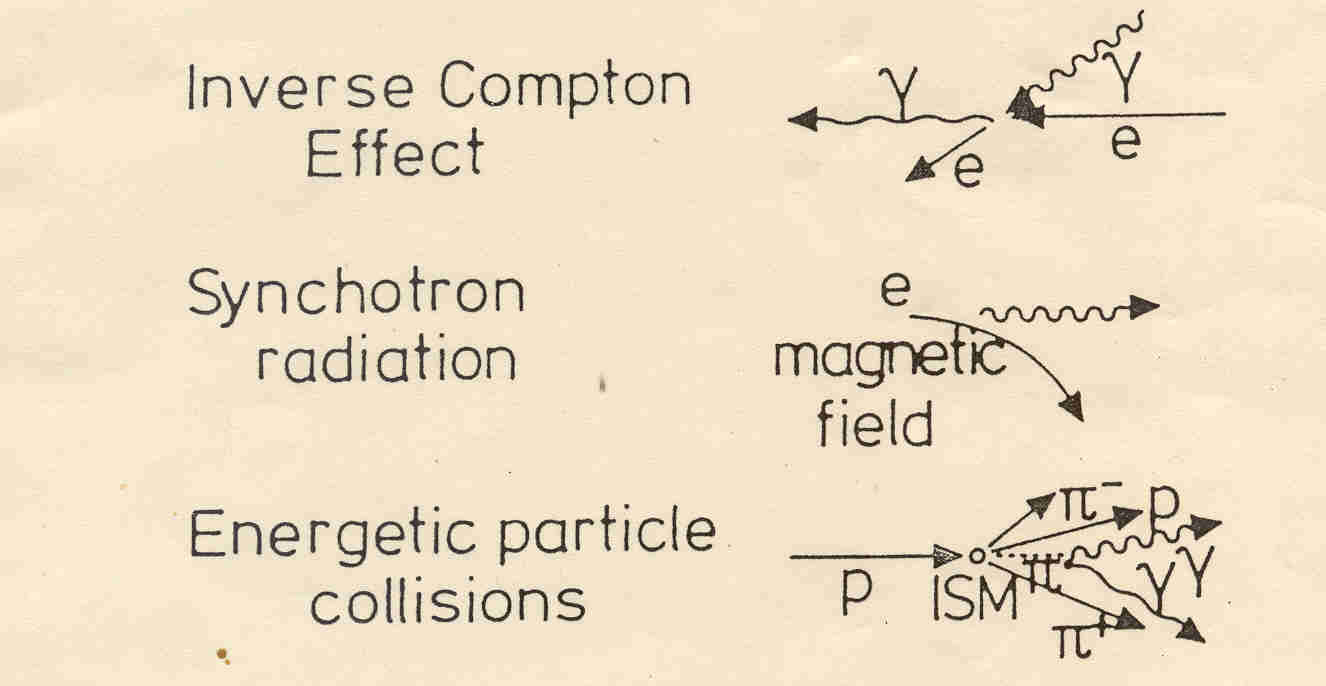 Inverse Compton
Effect
γ
γ
e
e
Synchotron
radiation
e
magnetic
field
Energetic particle
collisions
p
ISM
π⁻
p
π
γ
γ
π⁺